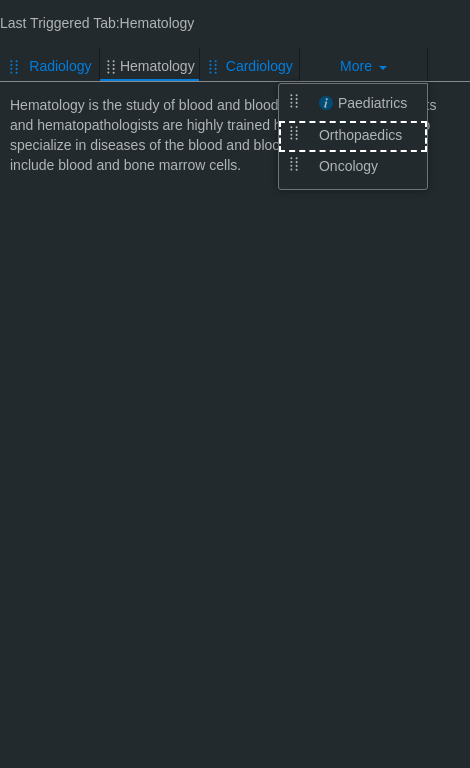 Last Triggered Tab:Hematology
Radiology Hematology Cardiology More
Hematology is the study of blood and blood ts
and hematopathologists are highly trained
specialize in diseases of the blood and
include blood and bone marrow cells.
Paediatrics
Orthopaedics
Oncology